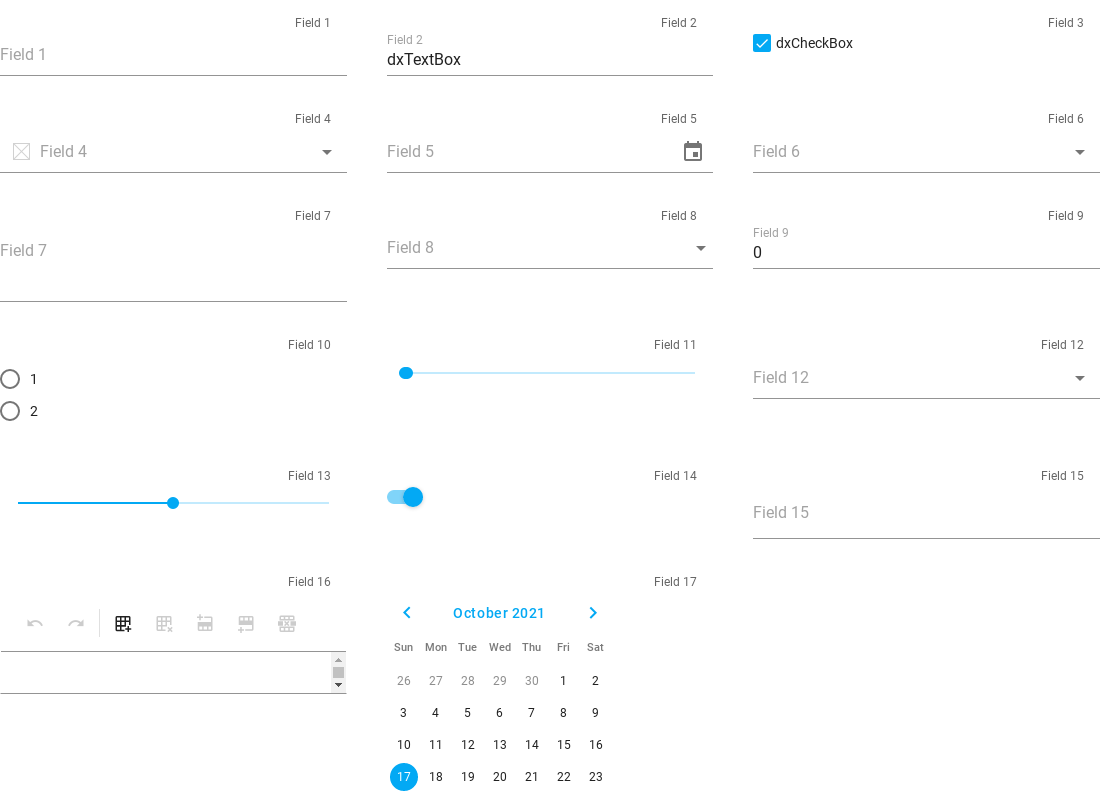 Field 1
Field 2
Field 3
Field 1
Field 2
dxTextBox
dxCheckBox
Field 4
Field 5
Field 6
Field 4
Field 5
Field 6
Field 7
Field 8
Field 9
Field 7
Field 8
Field 9
0
Field 10
Field 11
Field 12
1
2
Field 12
Field 13
Field 14
Field 15
Field 15
Field 16
Field 17
October 2021
Sun Mon Tue Wed Thu Fri Sat
26 27 28 29 30 1 2
3 4 5 6 7 8 9
10 11 12 13 14 15 16
17 18 19 20 21 22 23